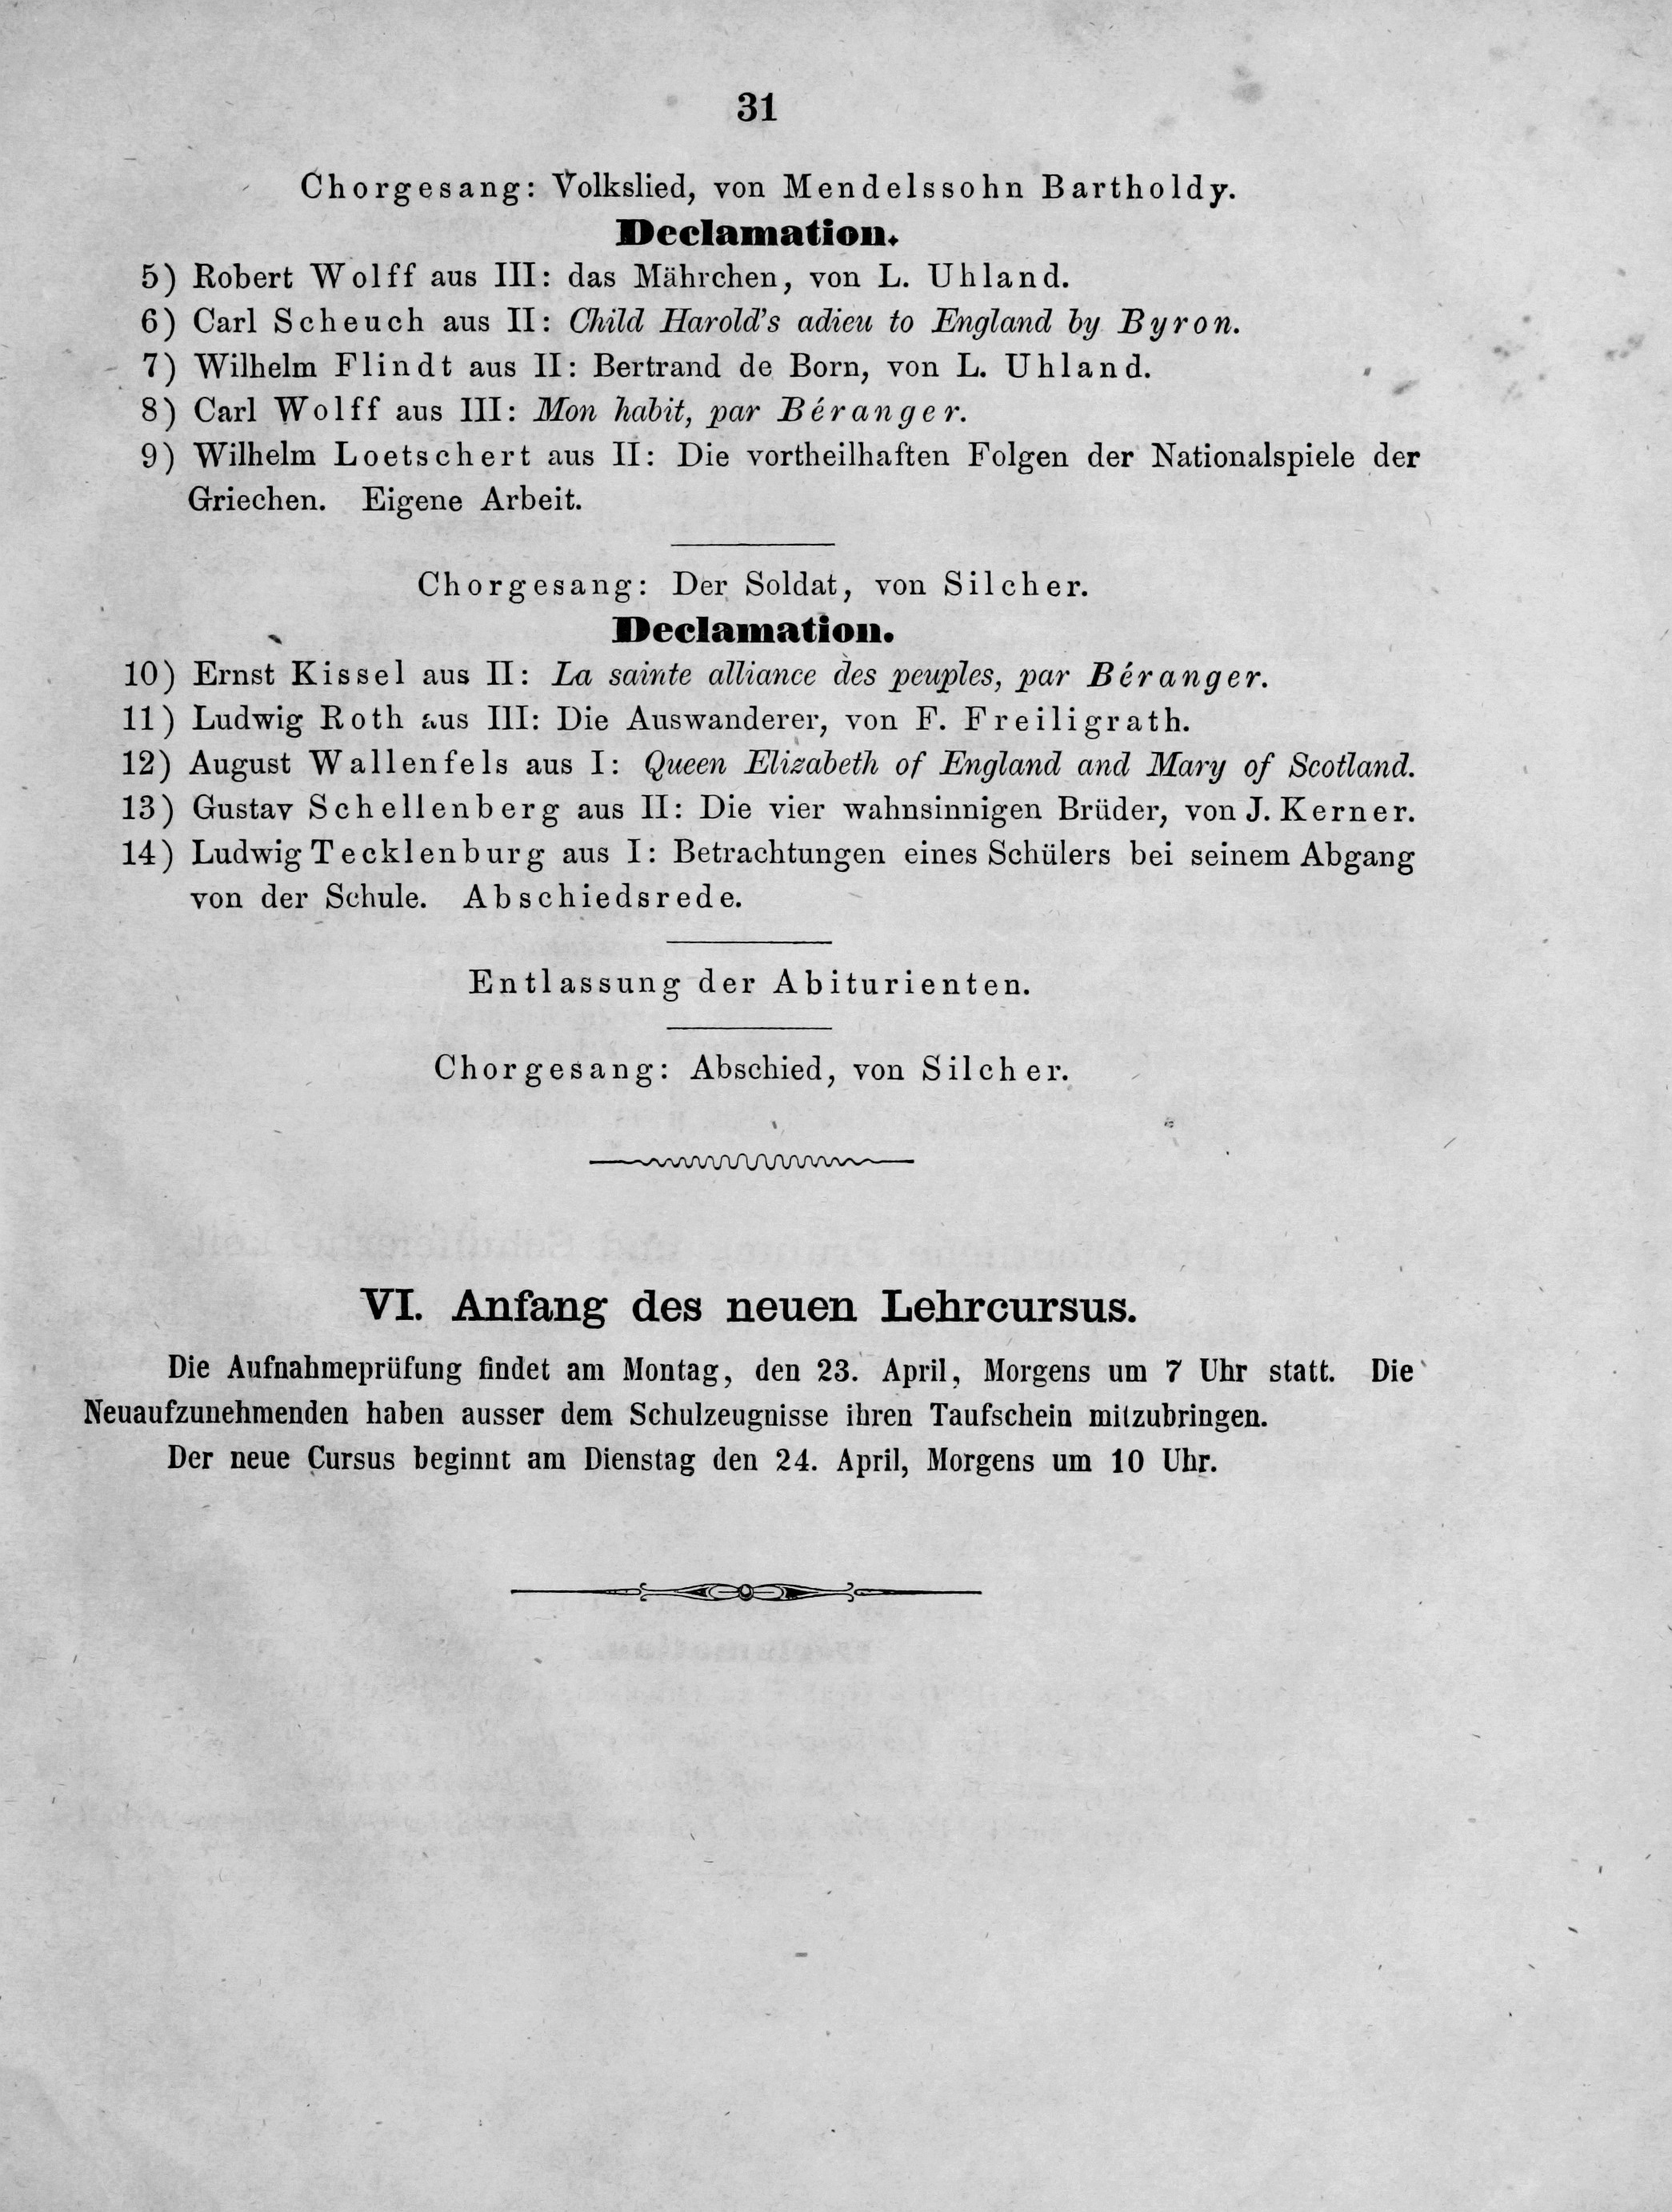 31
Chorgesang: Volkslied, von Mendelssohn Bartholdy.
Declamation.
5) Robert Wolff aus III: das Mährchen, von L. Uhland.
6) Carl Scheuch aus II: Child Harold's adieu to England by Byron.
7) Wilhelm Flindt aus II: Bertrand de Born, von L. Uhland.
8) Carl Wolff aus III: Mon habit, par Béranger.
9) Wilhelm Loetschert aus II: Die vortheilhaften Folgen der Nationalspiele der
Griechen. Eigene Arbeit.
Chorgesang: Der Soldat, von Silcher.
Declamation.
10) Ernst Kissel aus II: La sainte alliance des peuples, par Béranger.
11) Ludwig Roth aus III: Die Auswanderer, von F. Freiligrath.
12) August Wallenfels aus I: Queen Elizabeth of England and Mary of Scotland.
13) Gustav Schellenberg aus II: Die vier wahnsinnigen Brüder, von J. Kerner.
14) Ludwig Tecklenburg aus I: Betrachtungen eines Schülers bei seinem Abgang
von der Schule. Abschiedsrede.
Entlassung der Abiturienten.
Chorgesang: Abschied, von Silcher.
VI. Anfang des neuen Lehrcursus.
Die Aufnahmeprüfung findet am Montag, den 23. April, Morgens um 7 Uhr statt. Die
Neuaufzunehmenden haben ausser dem Schulzeugnisse ihren Taufschein mitzubringen.
Der neue Cursus beginnt am Dienstag den 24. April, Morgens um 10 Uhr.